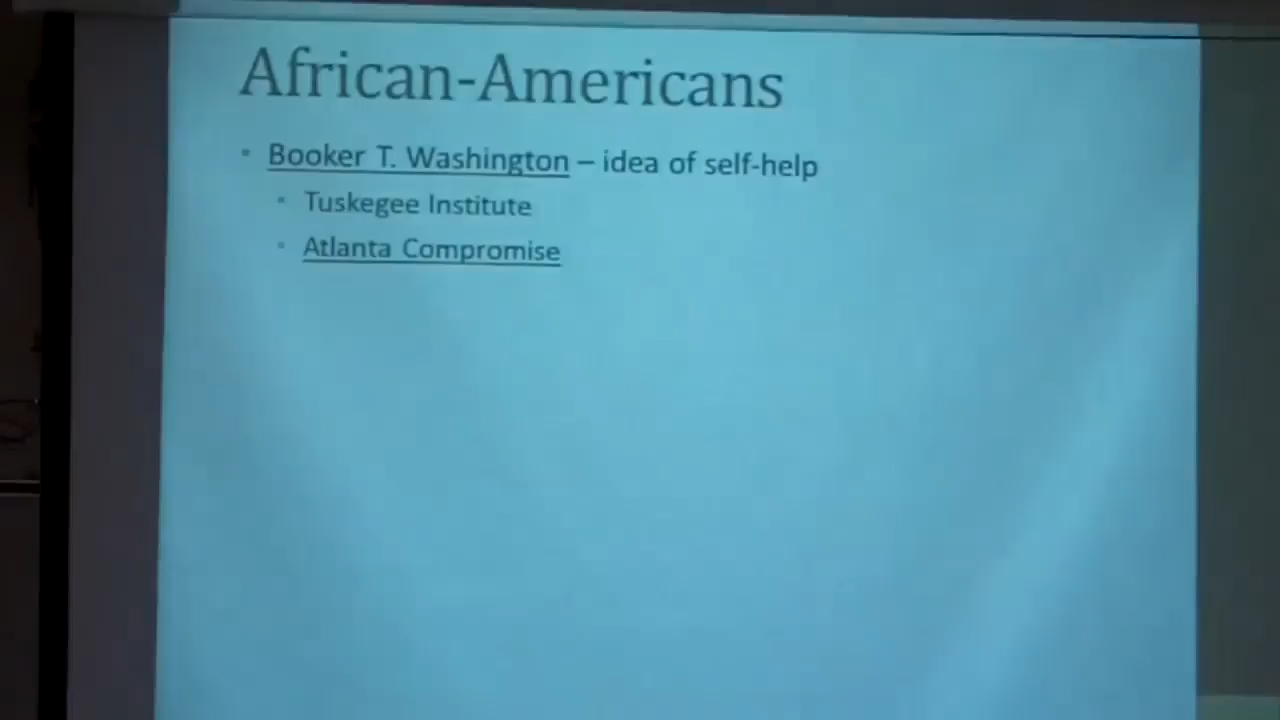 African-Americans
• Booker T. Washington – idea of self-help
• Tuskegee Institute
• Atlanta Compromise